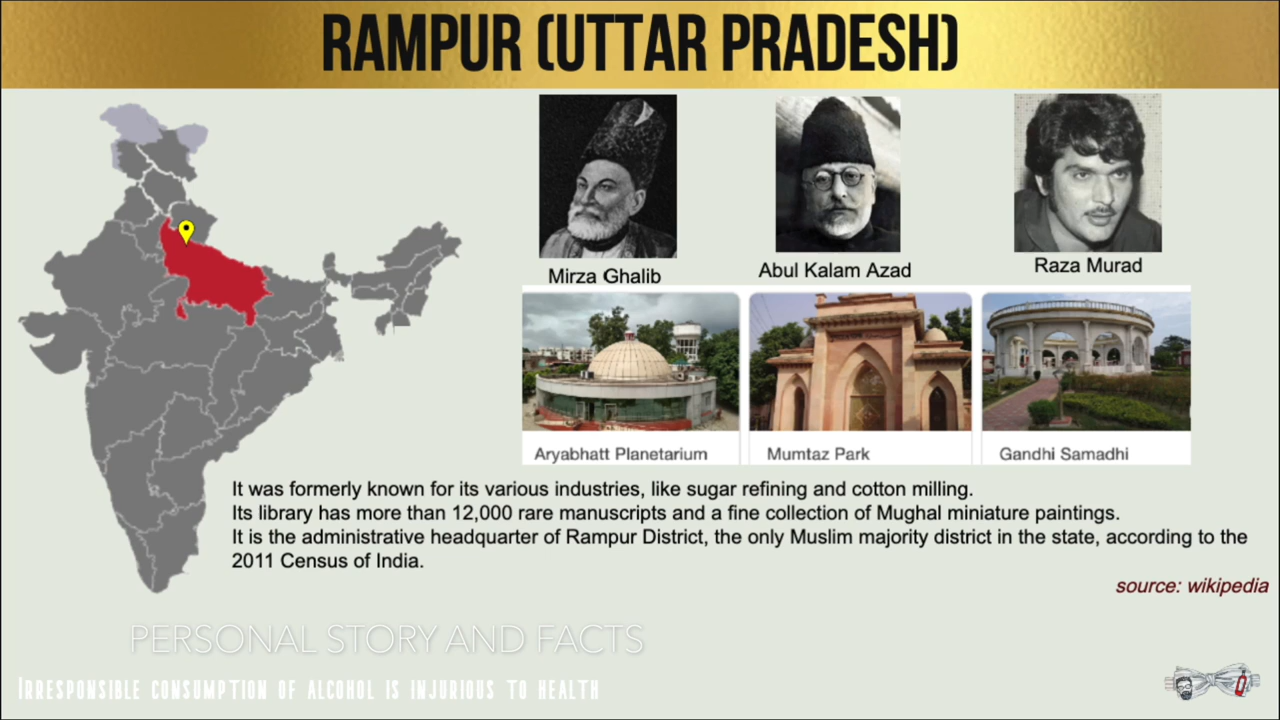 RAMPUR (UTTAR PRADESH)
Mirza Ghalib
Abul Kalam Azad
Raza Murad
Aryabhatt Planetarium
Mumtaz Park
Gandhi Samadhi
It was formerly known for its various industries, like sugar refining and cotton milling.
Its library has more than 12,000 rare manuscripts and a fine collection of Mughal miniature paintings.
It is the administrative headquarter of Rampur District, the only Muslim majority district in the state, according to the
2011 Census of India.
source: wikipedia
PERSONAL STORY AND FACTS
IRRESPONSIBLE CONSUMPTION OF ALCOHOL IS INJURIOUS TO HEALTH